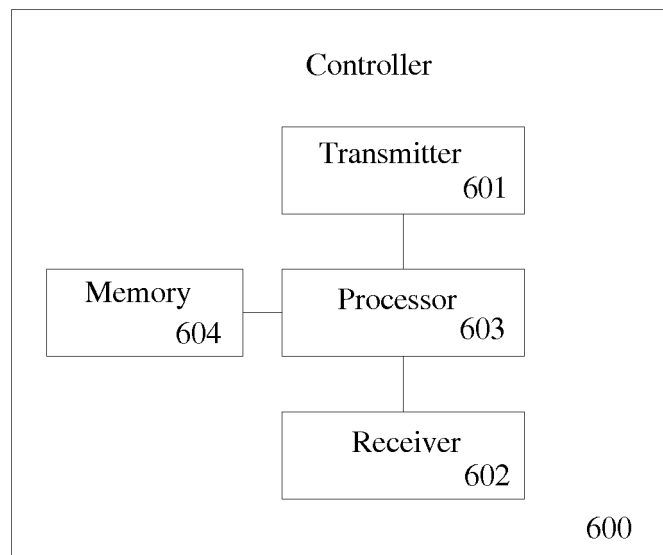 Controller
Transmitter
601
Memory
604
Processor
603
Receiver
602
600